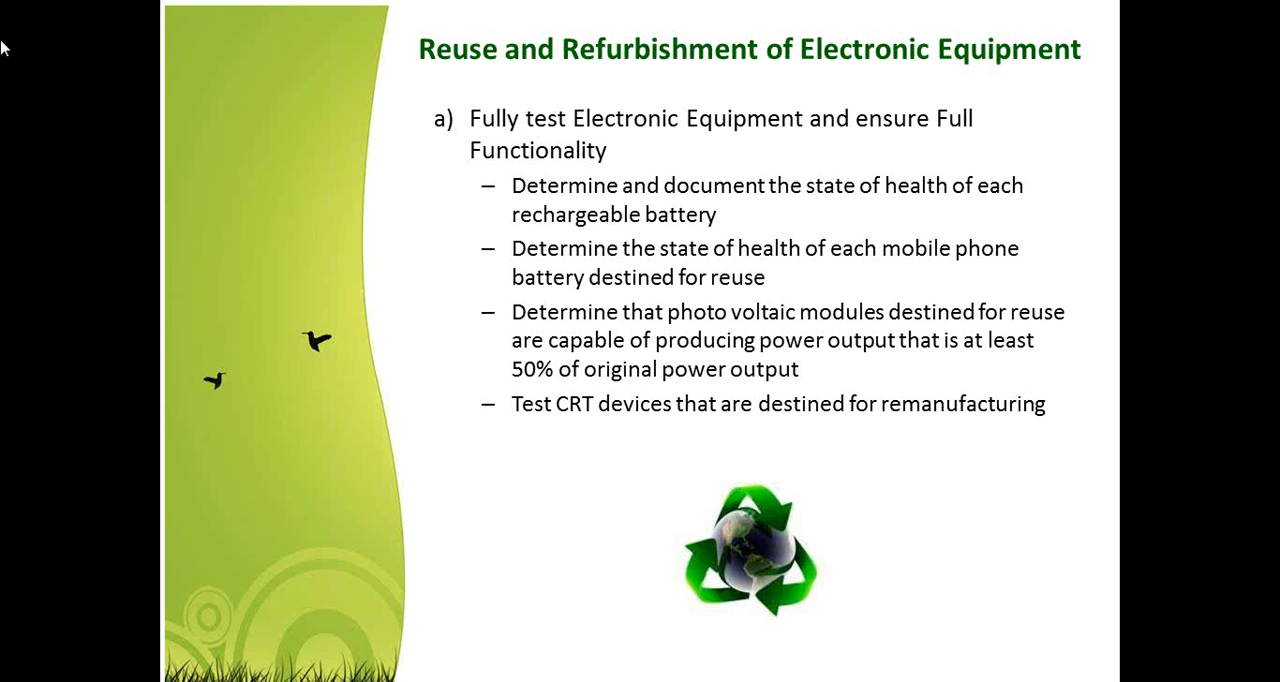 Reuse and Refurbishment of Electronic Equipment
a) Fully test Electronic Equipment and ensure Full
Functionality
– Determine and document the state of health of each
rechargeable battery
– Determine the state of health of each mobile phone
battery destined for reuse
– Determine that photo voltaic modules destined for reuse
are capable of producing power output that is at least
50% of original power output
– Test CRT devices that are destined for remanufacturing